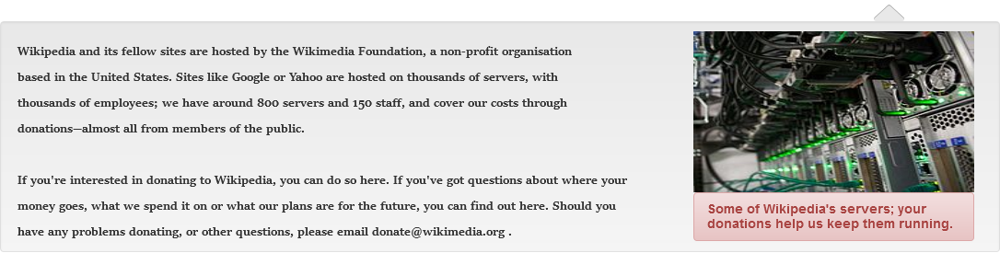 Wikipedia and its fellow sites are hosted by the Wikimedia Foundation, a non-profit organisation
based in the United States. Sites like Google or Yahoo are hosted on thousands of servers, with
thousands of employees; we have around 800 servers and 150 staff, and cover our costs through
donations—almost all from members of the public.
If you're interested in donating to Wikipedia, you can do so here. If you've got questions about where your
money goes, what we spend it on or what our plans are for the future, you can find out here. Should you
have any problems donating, or other questions, please email donate@wikimedia.org .
Some of Wikipedia's servers; your
donations help us keep them running.